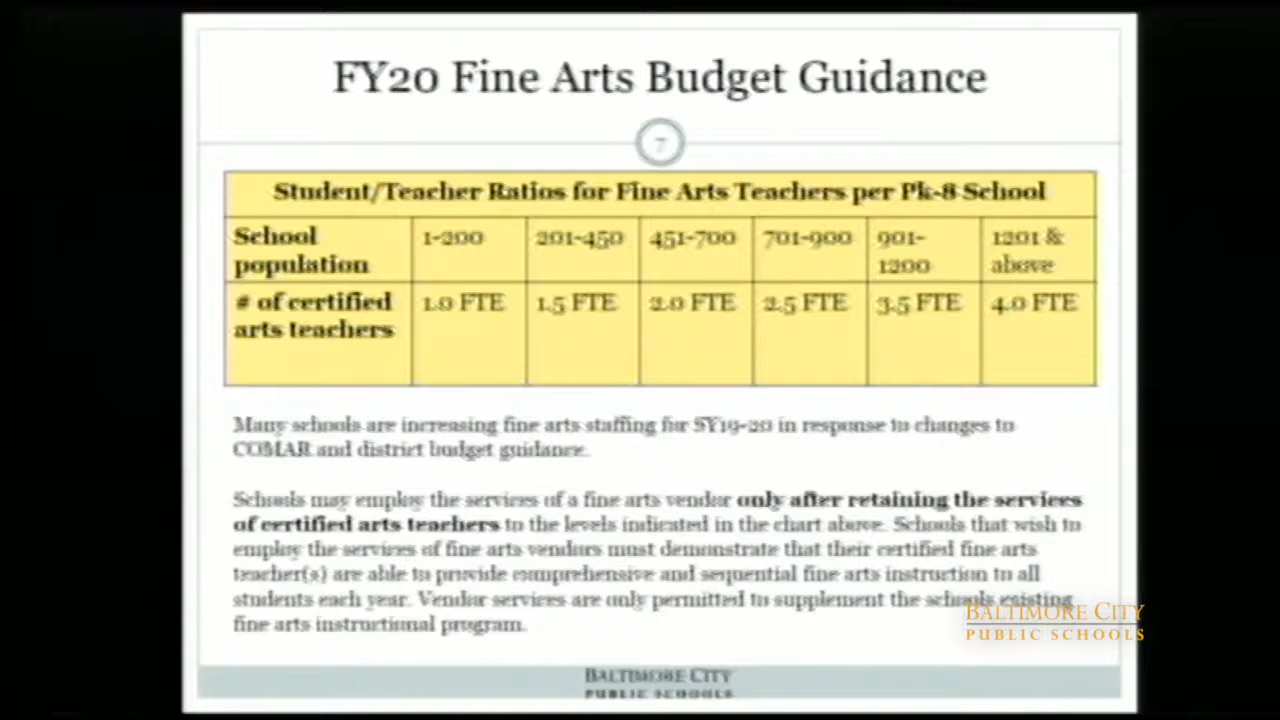 FY20 Fine Arts Budget Guidance
7
Student/Teacher Ratios for Fine Arts Teachers per Pk-8 School
School population 1-200 201-450 451-700 701-900 901-1200 1201 & above
# of certified arts teachers 1.0 FTE 1.5 FTE 2.0 FTE 2.5 FTE 3.5 FTE 4.0 FTE
Many schools are increasing fine arts staffing for SY19-20 in response to changes to
COMAR and district budget guidance.
Schools may employ the services of a fine arts vendor only after retaining the services
of certified arts teachers to the levels indicated in the chart above. Schools that wish to
employ the services of fine arts vendors must demonstrate that their certified fine arts
teacher(s) are able to provide comprehensive and sequential fine arts instruction to all
students each year. Vendor services are only permitted to supplement the schools existing
fine arts instructional program.
BALTIMORE CITY
PUBLIC SCHOOLS
BALTIMORE CITY
PUBLIC SCHOOLS